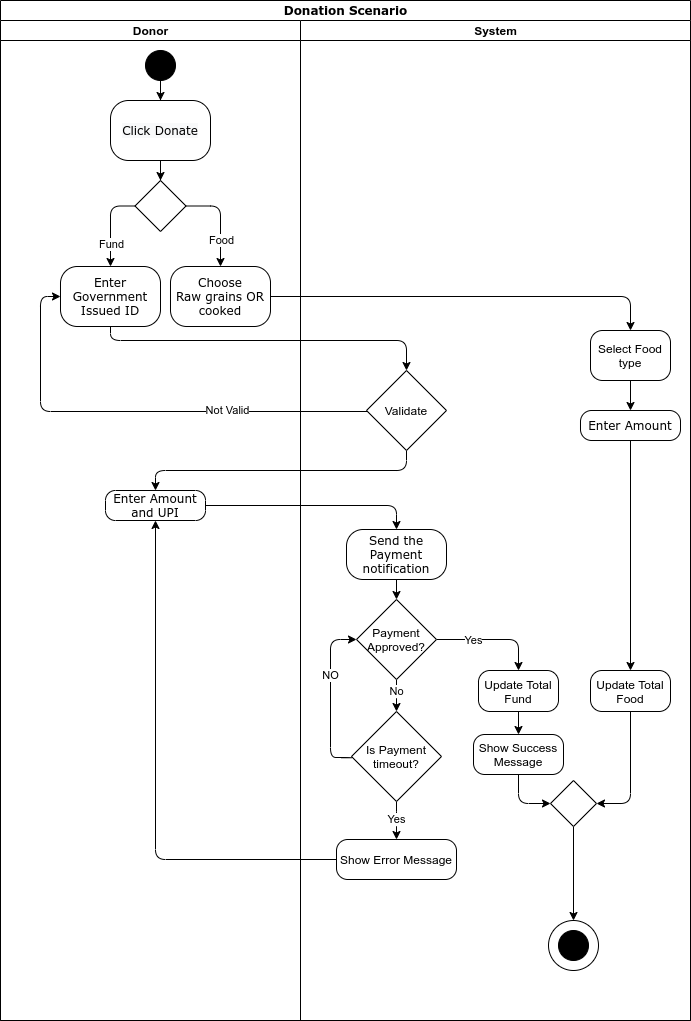 Donation Scenario
Donor
System
Click Donate
Fund
Food
Enter
Government
Issued ID
Choose
Raw grains OR
cooked
Select Food
type
Not Valid
Validate
Enter Amount
Enter Amount
and UPI
Send the
Payment
notification
Payment
Approved?
Yes
NO
No
Update Total
Fund
Update Total
Food
Is Payment
timeout?
Show Success
Message
Yes
Show Error Message